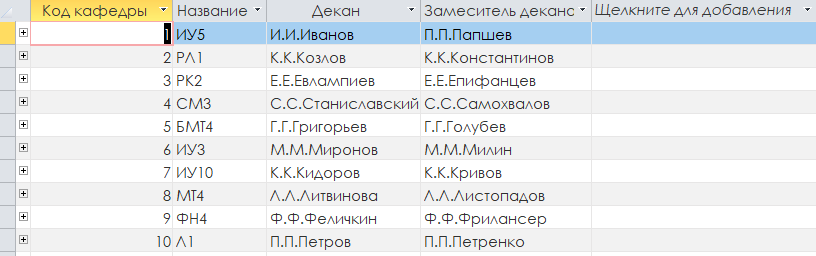 Код кафедры Название Декан Заместитель деканс Щелкните для добавления
1 ИУ5 И.И.Иванов П.П.Папшев
2 РЛ1 К.К.Козлов К.К.Константинов
3 РК2 Е.Е.Евлампиев Е.Е.Епифанцев
4 СМ3 С.С.Станиславский С.С.Самохвалов
5 БМТ4 Г.Г.Григорьев Г.Г.Голубев
6 ИУ3 М.М.Миронов М.М.Милин
7 ИУ10 К.К.Кидоров К.К.Кривов
8 МТ4 Л.Л.Литвинова Л.Л.Листопадов
9 ФН4 Ф.Ф.Феличкин Ф.Ф.Фрилансер
10 Л1 П.П.Петров П.П.Петренко